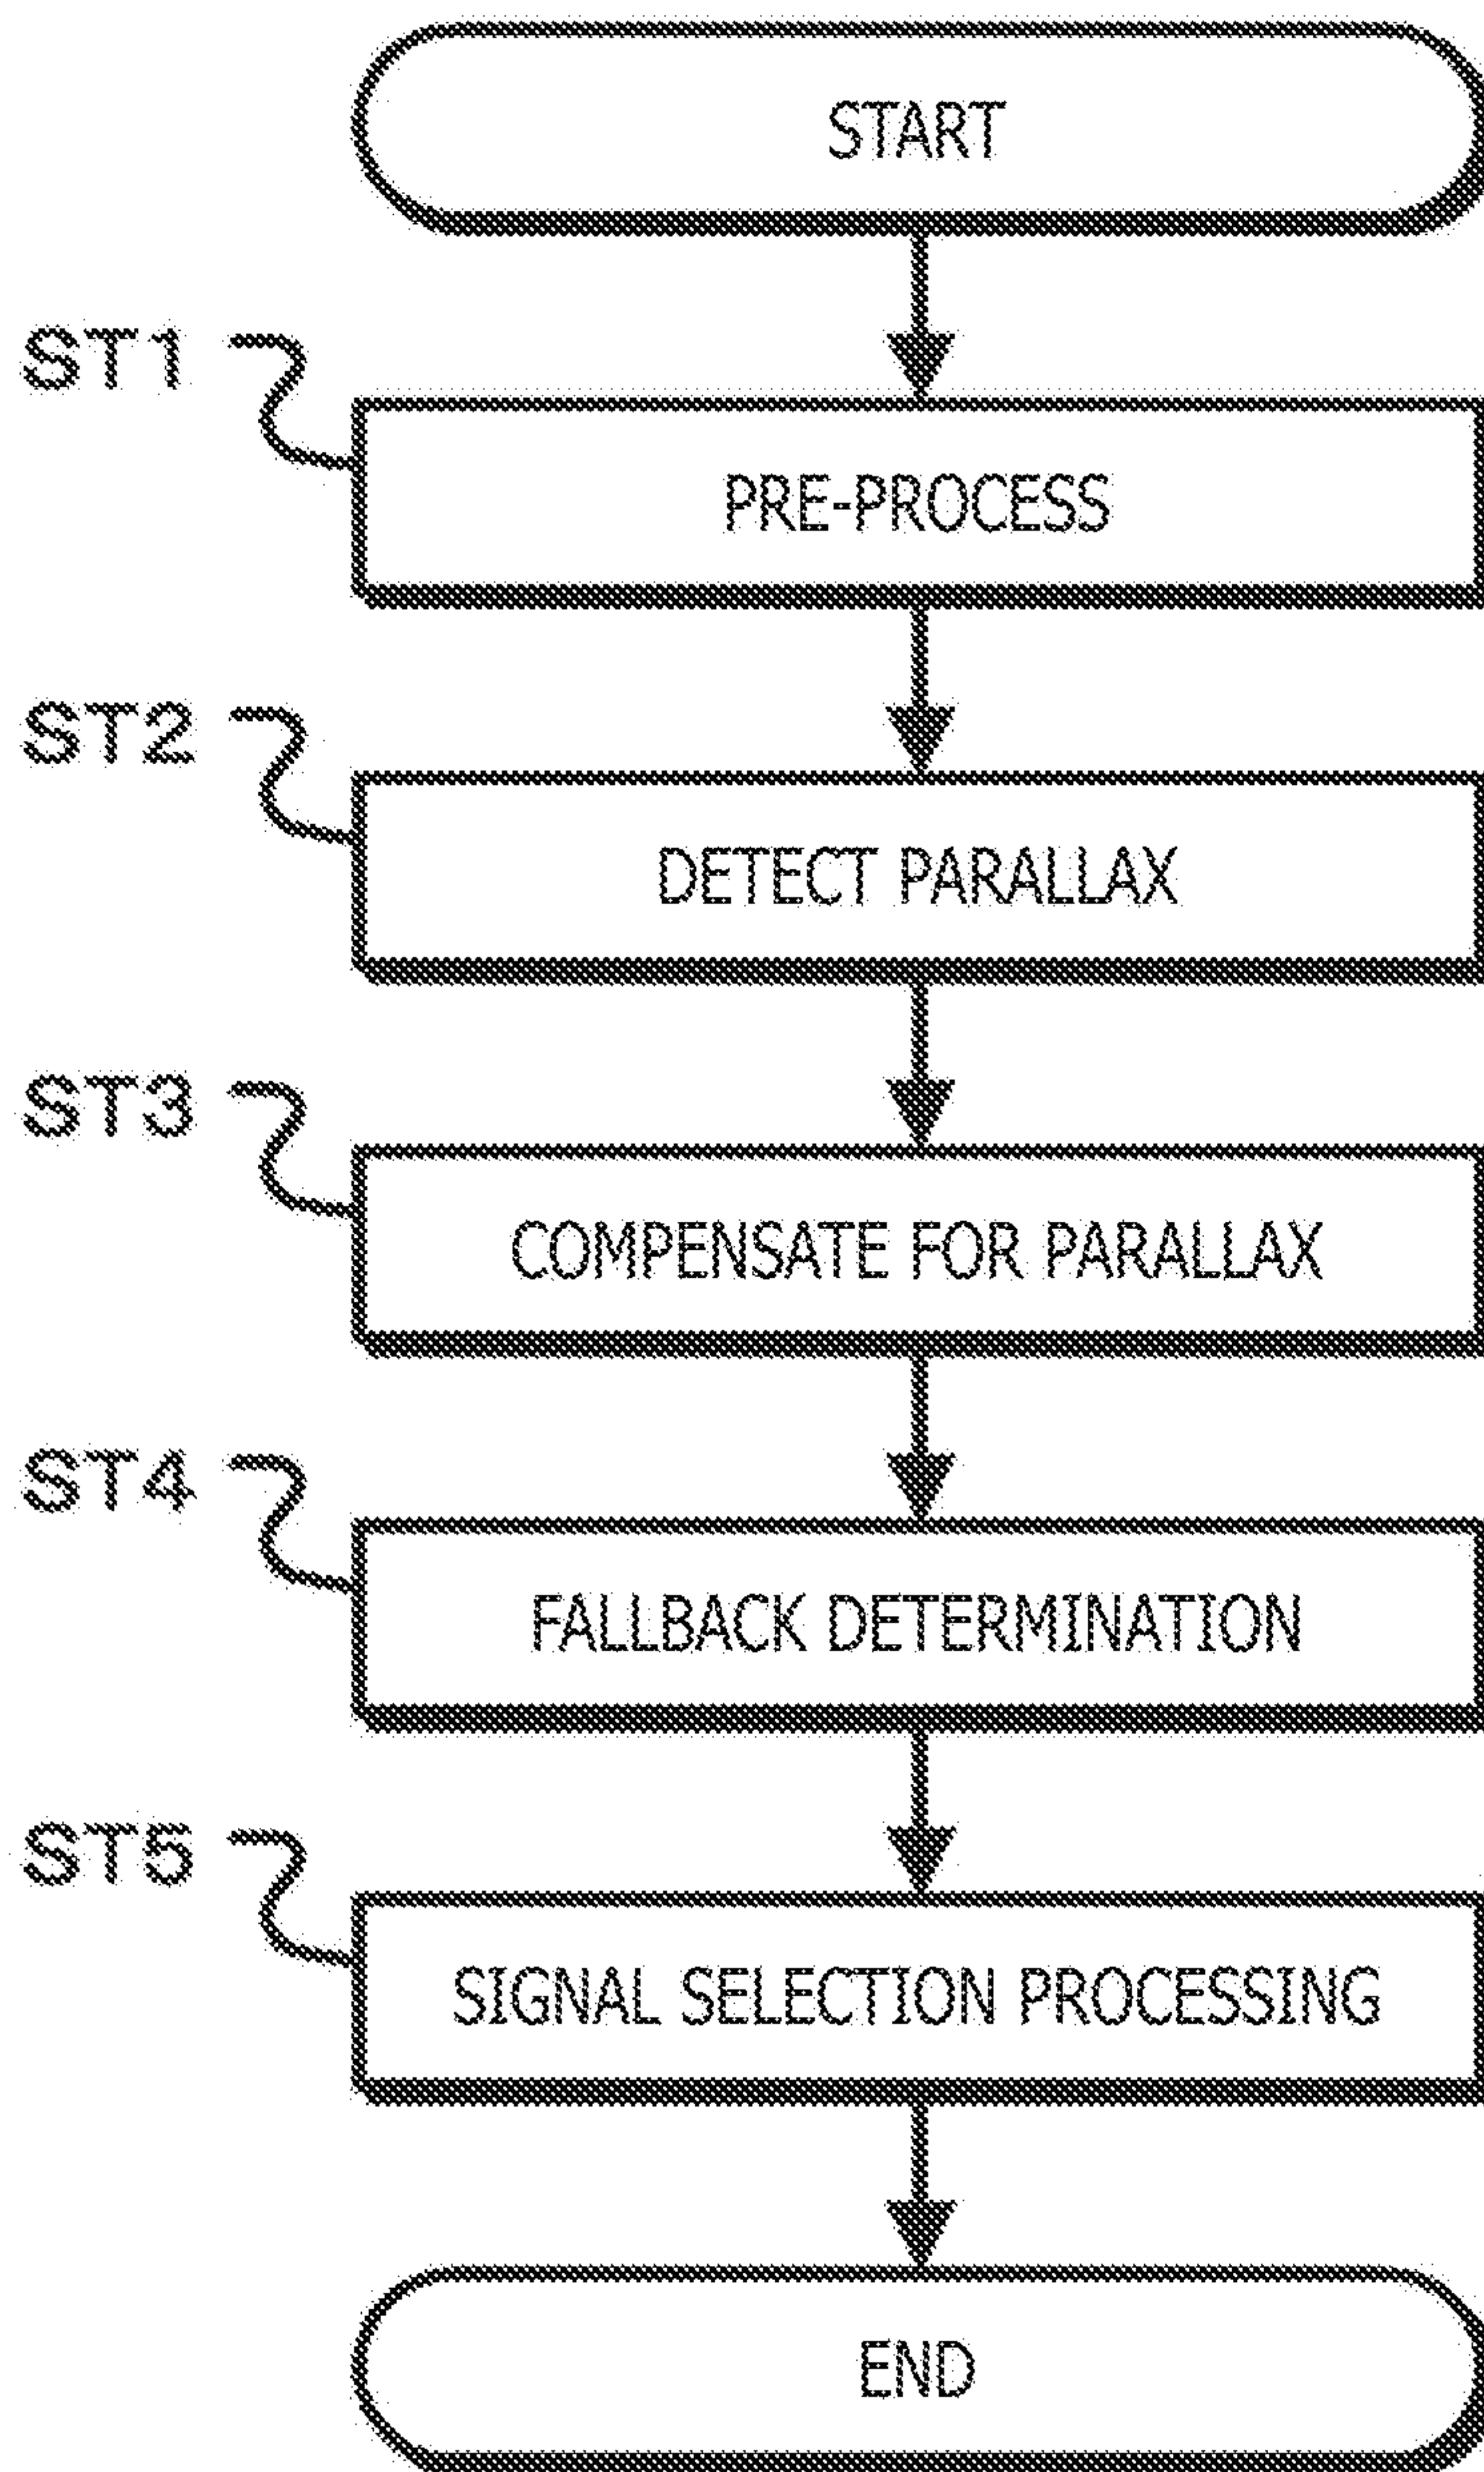 START
ST1
PRE-PROCESS
ST2
DETECT PARALLAX
ST3
COMPENSATE FOR PARALLAX
ST4
FALLBACK DETERMINATION
ST5
SIGNAL SELECTION PROCESSING
END